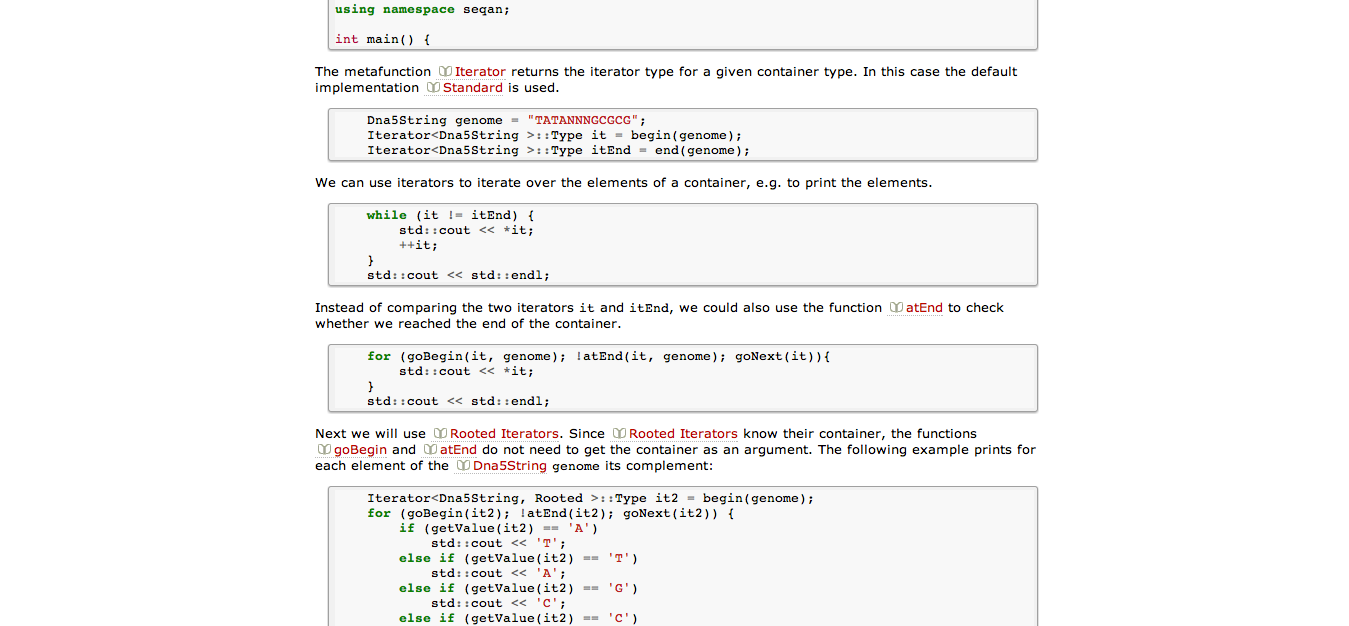 using namespace seqan;
int main() {
The metafunction Iterator returns the iterator type for a given container type. In this case the default
implementation Standard is used.
Dna5String genome = "TATANNNGCGCG";
Iterator<Dna5String >::Type it = begin(genome);
Iterator<Dna5String >::Type itEnd = end(genome);
We can use iterators to iterate over the elements of a container, e.g. to print the elements.
while (it != itEnd) {
std::cout << *it;
++it;
}
std::cout << std::endl;
Instead of comparing the two iterators it and itEnd, we could also use the function atEnd to check
whether we reached the end of the container.
for (goBegin(it, genome); !atEnd(it, genome); goNext(it)){
std::cout << *it;
}
std::cout << std::endl;
Next we will use Rooted Iterators. Since Rooted Iterators know their container, the functions
goBegin and atEnd do not need to get the container as an argument. The following example prints for
each element of the Dna5String genome its complement:
Iterator<Dna5String, Rooted >::Type it2 = begin(genome);
for (goBegin(it2); !atEnd(it2); goNext(it2)) {
if (getValue(it2) == 'A')
std::cout << 'T';
else if (getValue(it2) == 'T')
std::cout << 'A';
else if (getValue(it2) == 'G')
std::cout << 'C';
else if (getValue(it2) == 'C')